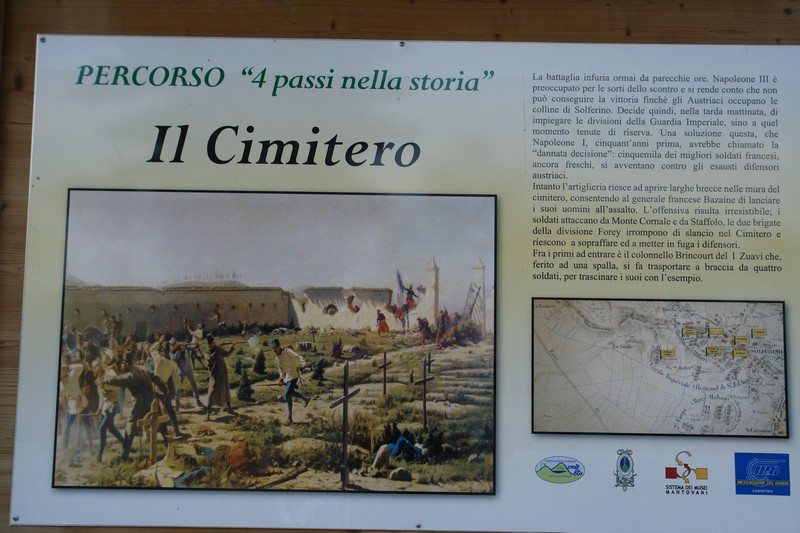 PERCORSO “4 passi nella storia”
Il Cimitero
La battaglia infuria ormai da parecchie ore. Napoleone III è
preoccupato per le sorti dello scontro e si rende conto che non
può conseguire la vittoria finchè gli Austriaci occupano le
colline di Solferino. Decide quindi, nella tarda mattinata, di
impiegare le divisioni della Guardia Imperiale, sino a quel
momento tenute di riserva. Una soluzione questa, che
Napoleone I, cinquant'anni prima, avrebbe chiamato la
“dannata decisione”: cinquemila dei migliori soldati francesi,
ancora freschi, si avventano contro gli esausti difensori
austriaci.
Intanto l'artiglieria riesce ad aprire larghe brecce nelle mura del
cimitero, consentendo al generale francese Bazaine di lanciare
i suoi uomini all'assalto. L'offensiva risulta irresistibile; i
soldati attaccano da Monte Cornale e da Staffolo, le due brigate
della divisione Forey irrompono di slancio nel Cimitero e
riescono a sopraffare ed a metter in fuga i difensori.
Fra i primi ad entrare è il colonnello Brincourt del 1 Zuavi che,
ferito ad una spalla, si fa trasportare a braccia da quattro
soldati, per trascinare i suoi con l'esempio.
SOLFERINO
SISTEMA DEI MUSEI
MANTOVANI
MESSAGGERIE DEL GARDA
LOGISTICA